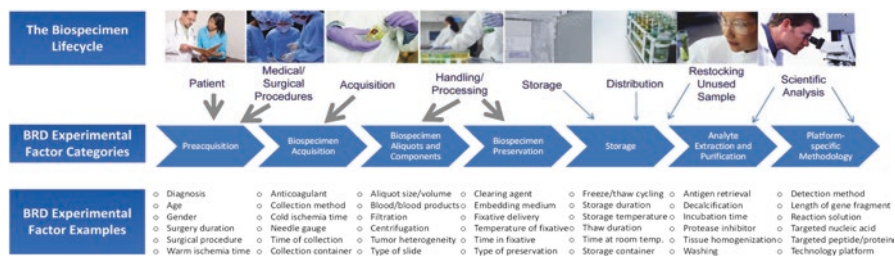 The Biospecimen
Lifecycle
Patient
Medical/
Surgical
Procedures
Acquisition
Handling/
Processing
Storage
Distribution
Restocking
Unused
Sample
Scientific
Analysis
BRD Experimental
Factor Categories
Preacquisition
Biospecimen
Acquisition
Biospecimen
Aliquots and
Components
Biospecimen
Preservation
Storage
Analyte
Extraction and
Purification
Platform-
specific
Methodology
BRD Experimental
Factor Examples
○ Diagnosis
○ Age
○ Gender
○ Surgery duration
○ Surgical procedure
○ Warm ischemia time
○ Anticoagulant
○ Collection method
○ Cold ischemia time
○ Needle gauge
○ Time of collection
○ Collection container
○ Aliquot size/volume
○ Blood/blood products
○ Filtration
○ Centrifugation
○ Tumor heterogeneity
○ Type of slide
○ Clearing agent
○ Embedding medium
○ Fixative delivery
○ Temperature of fixative
○ Time in fixative
○ Type of preservation
○ Freeze/thaw cycling
○ Storage duration
○ Storage temperature
○ Thaw duration
○ Time at room temp.
○ Storage container
○ Antigen retrieval
○ Decalcification
○ Incubation time
○ Protease inhibitor
○ Tissue homogenization
○ Washing
○ Detection method
○ Length of gene fragment
○ Reaction solution
○ Targeted nucleic acid
○ Targeted peptide/protein
○ Technology platform